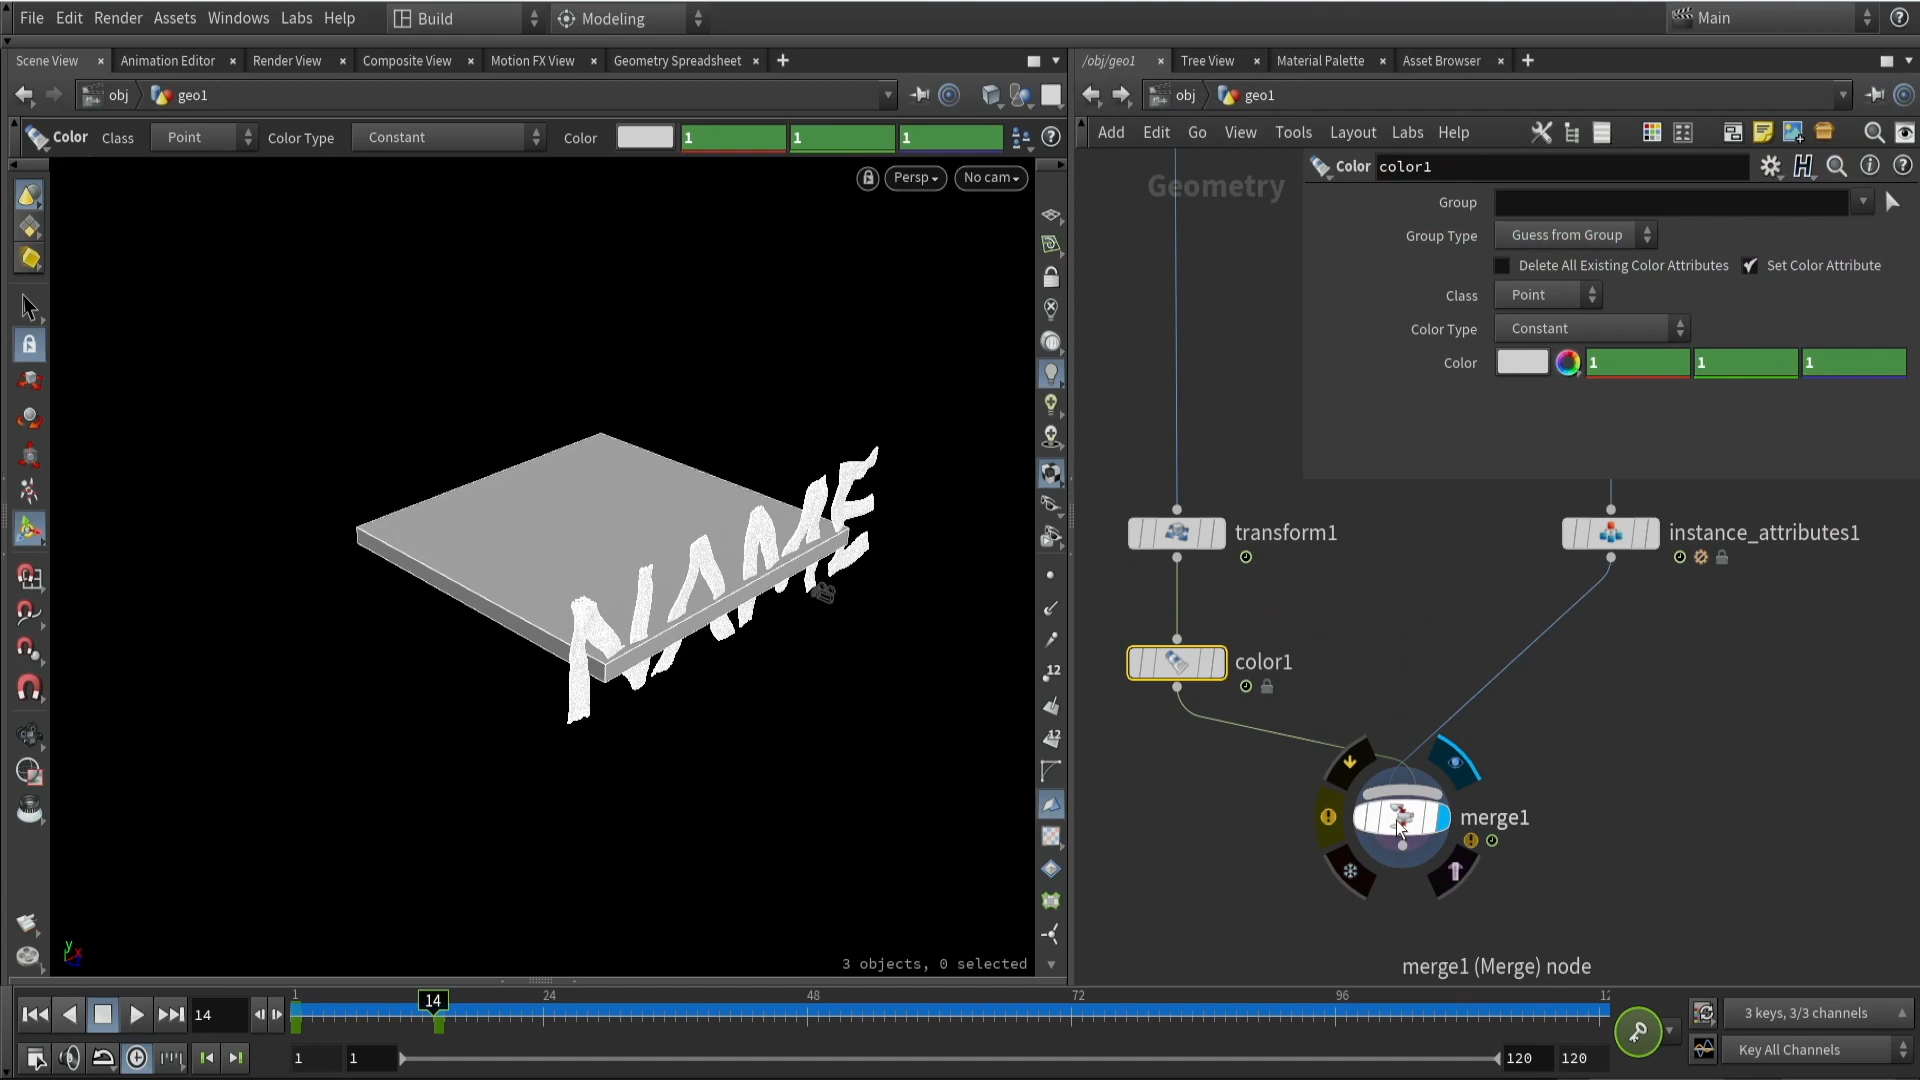 File Edit Render Assets Windows Labs Help Build Modeling Main
Scene View Animation Editor Render View Composite View Motion FX View Geometry Spreadsheet
/obj/geo1 Tree View Material Palette Asset Browser
obj geo1
obj geo1
Color Class Point Color Type Constant Color 1 1 1
Add Edit Go View Tools Layout Labs Help
Persp No cam
Geometry
Color color1
Group
Group Type Guess from Group
Delete All Existing Color Attributes Set Color Attribute
Class Point
Color Type Constant
Color 1 1 1
NAME
transform1
instance_attributes1
color1
merge1
12
12
y
x
3 objects, 0 selected
merge1 (Merge) node
1 14 24 48 72 96 12
14
3 keys, 3/3 channels
1 1 120 120
Key All Channels